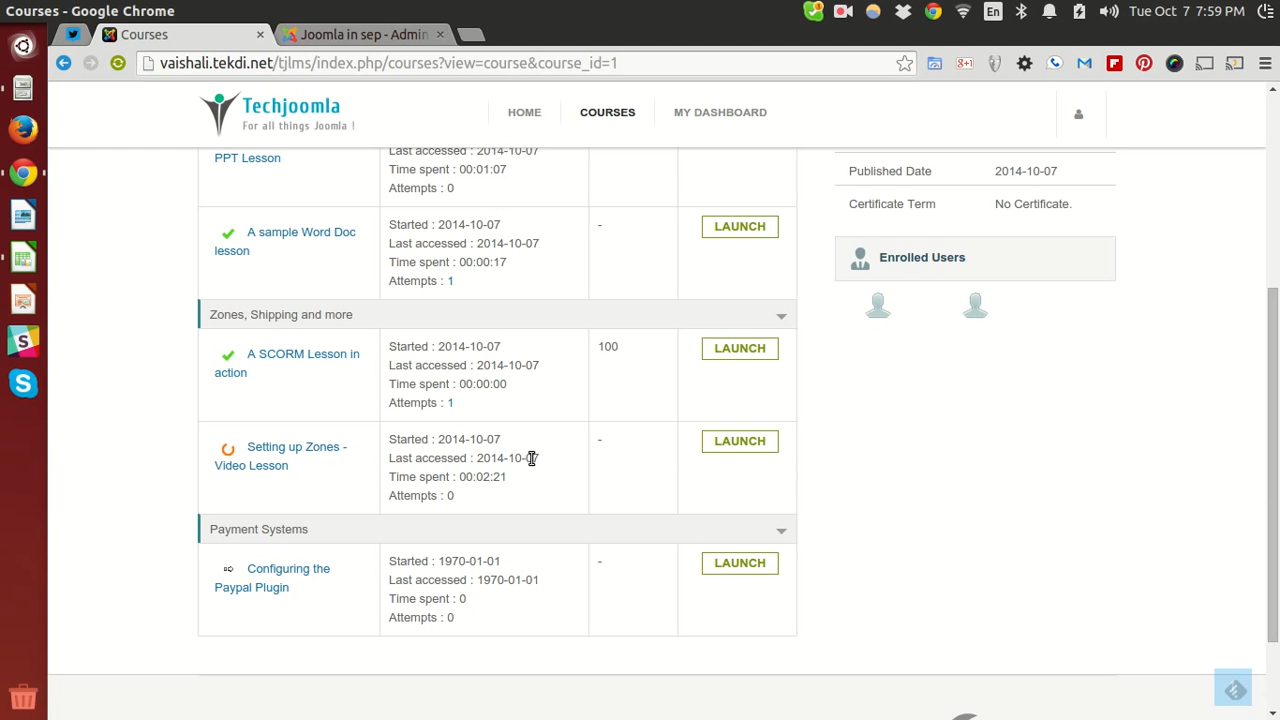 Courses - Google Chrome
En
Tue Oct 7 7:59 PM
Courses
Joomla in sep - Admin
vaishali.tekdi.net/tjlms/index.php/courses?view=course&course_id=1
Techjoomla
For all things Joomla !
HOME
COURSES
MY DASHBOARD
PPT Lesson
Last accessed : 2014-10-07
Time spent : 00:01:07
Attempts : 0
A sample Word Doc
lesson
Started : 2014-10-07
Last accessed : 2014-10-07
Time spent : 00:00:17
Attempts : 1
-
LAUNCH
Zones, Shipping and more
A SCORM Lesson in
action
Started : 2014-10-07
Last accessed : 2014-10-07
Time spent : 00:00:00
Attempts : 1
100
LAUNCH
Setting up Zones -
Video Lesson
Started : 2014-10-07
Last accessed : 2014-10-07
Time spent : 00:02:21
Attempts : 0
-
LAUNCH
Payment Systems
Configuring the
Paypal Plugin
Started : 1970-01-01
Last accessed : 1970-01-01
Time spent : 0
Attempts : 0
-
LAUNCH
Published Date
2014-10-07
Certificate Term
No Certificate.
Enrolled Users